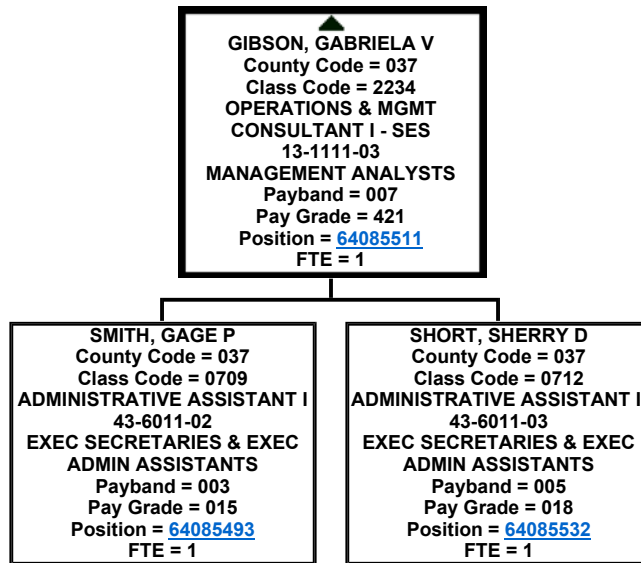 GIBSON, GABRIELA V
County Code = 037
Class Code = 2234
OPERATIONS & MGMT
CONSULTANT I - SES
13-1111-03
MANAGEMENT ANALYSTS
Payband = 007
Pay Grade = 421
Position = 64085511
FTE = 1
SMITH, GAGE P
County Code = 037
Class Code = 0709
ADMINISTRATIVE ASSISTANT I
43-6011-02
EXEC SECRETARIES & EXEC
ADMIN ASSISTANTS
Payband = 003
Pay Grade = 015
Position = 64085493
FTE = 1
SHORT, SHERRY D
County Code = 037
Class Code = 0712
ADMINISTRATIVE ASSISTANT I
43-6011-03
EXEC SECRETARIES & EXEC
ADMIN ASSISTANTS
Payband = 005
Pay Grade = 018
Position = 64085532
FTE = 1